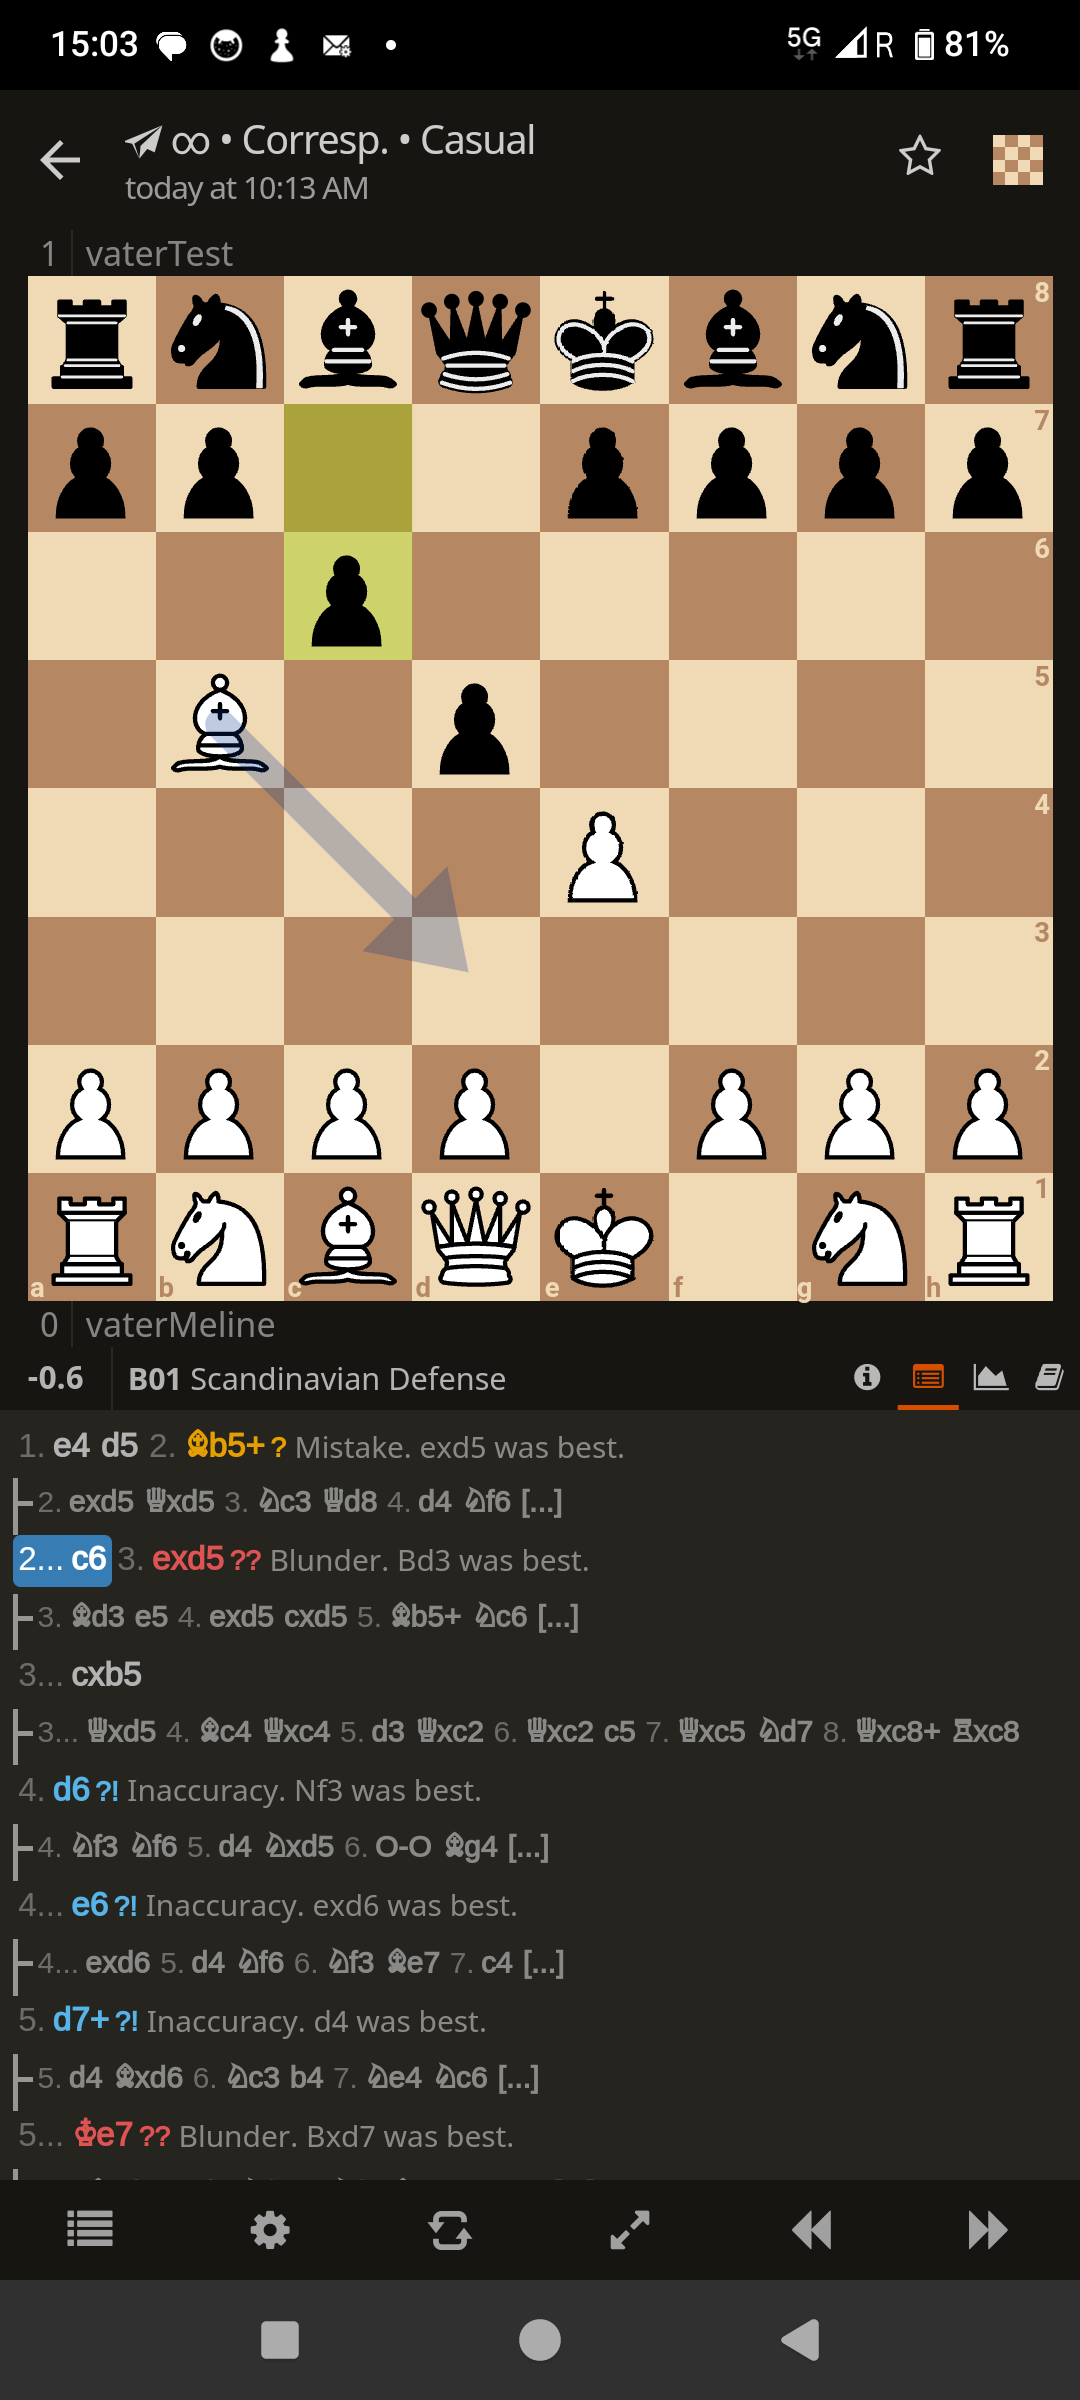 15:03 5G R 81%
∞ • Corresp. • Casual
today at 10:13 AM
1 vaterTest
8
7
6
5
4
3
2
1
a b c d e f g h
0 vaterMeline
-0.6 B01 Scandinavian Defense
1. e4 d5 2. ♝b5+ ? Mistake. exd5 was best.
2. exd5 ♕xd5 3. ♘c3 ♕d8 4. d4 ♘f6 [...]
2... c6 3. exd5 ?? Blunder. Bd3 was best.
3. ♝d3 e5 4. exd5 cxd5 5. ♝b5+ ♘c6 [...]
3... cxb5
3... ♕xd5 4. ♝c4 ♕xc4 5. d3 ♕xc2 6. ♕xc2 c5 7. ♕xc5 ♘d7 8. ♕xc8+ ♖xc8
4. d6 ?! Inaccuracy. Nf3 was best.
4. ♘f3 ♘f6 5. d4 ♘xd5 6. O-O ♝g4 [...]
4... e6 ?! Inaccuracy. exd6 was best.
4... exd6 5. d4 ♘f6 6. ♘f3 ♝e7 7. c4 [...]
5. d7+ ?! Inaccuracy. d4 was best.
5. d4 ♝xd6 6. ♘c3 b4 7. ♘e4 ♘c6 [...]
5... ♚e7 ?? Blunder. Bxd7 was best.